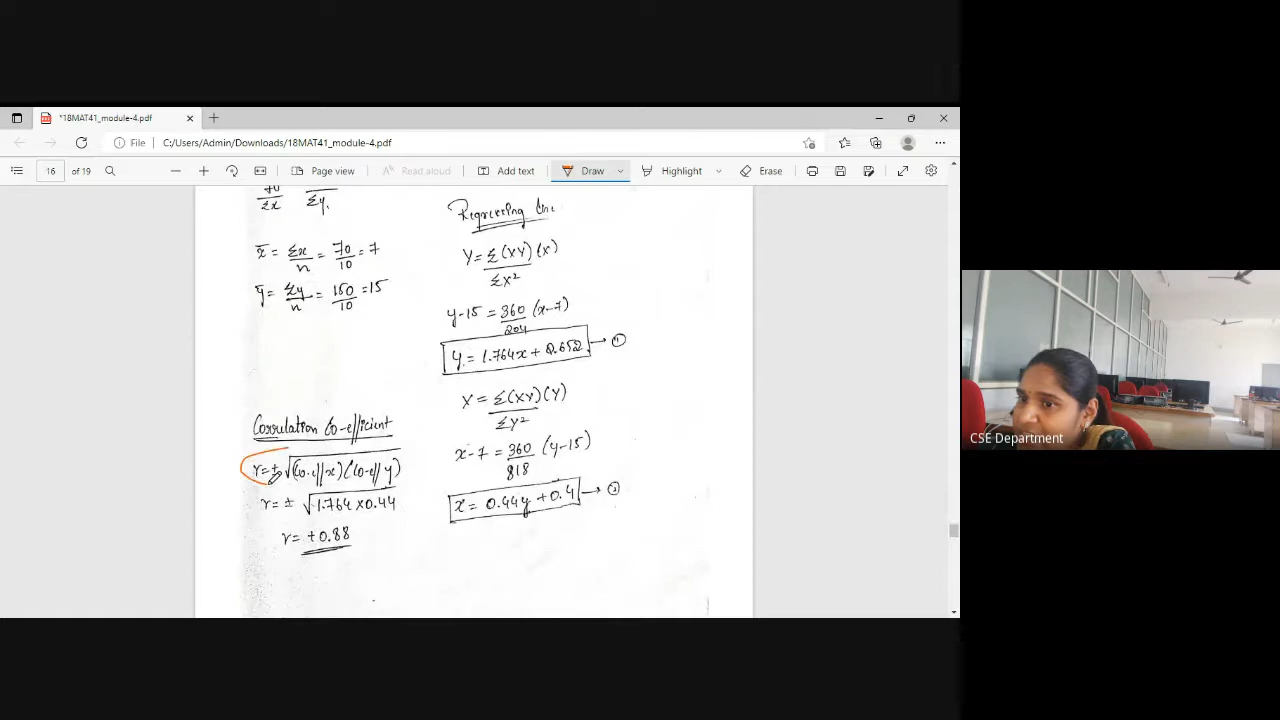 *18MAT41_module-4.pdf
File C:/Users/Admin/Downloads/18MAT41_module-4.pdf
16 of 19 Page view Read aloud Add text Draw Highlight Erase
70
Σx Σy.
x̄ = Σx/n = 70/10 = 7
ȳ = Σy/n = 150/10 = 15
Correlation Co-efficient
r = ± √(co.eff x)(co-eff y)
r = ± √1.764 × 0.44
r = +0.88
Y = Σ(XY)/ΣX² (X)
y-15 = 360/204 (x-7)
y = 1.764x + 2.652 → ①
X = Σ(XY)/ΣY² (Y)
x-7 = 360/818 (y-15)
x = 0.44y + 0.4 → ②
CSE Department